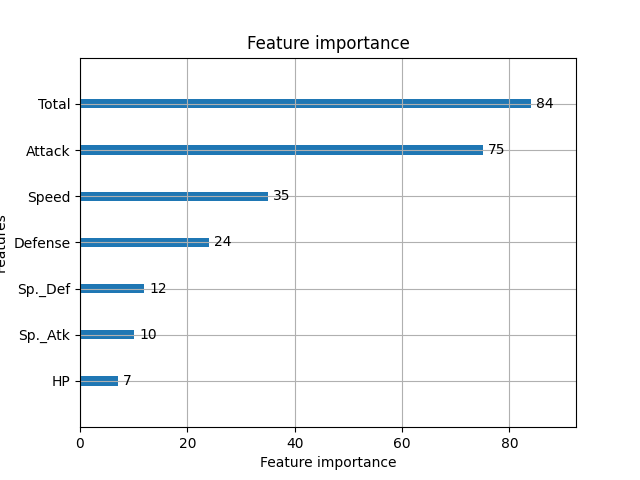 Feature importance
Total 84
Attack 75
Speed 35
Defense 24
Sp._Def 12
Sp._Atk 10
HP 7
0 20 40 60 80
Feature importance